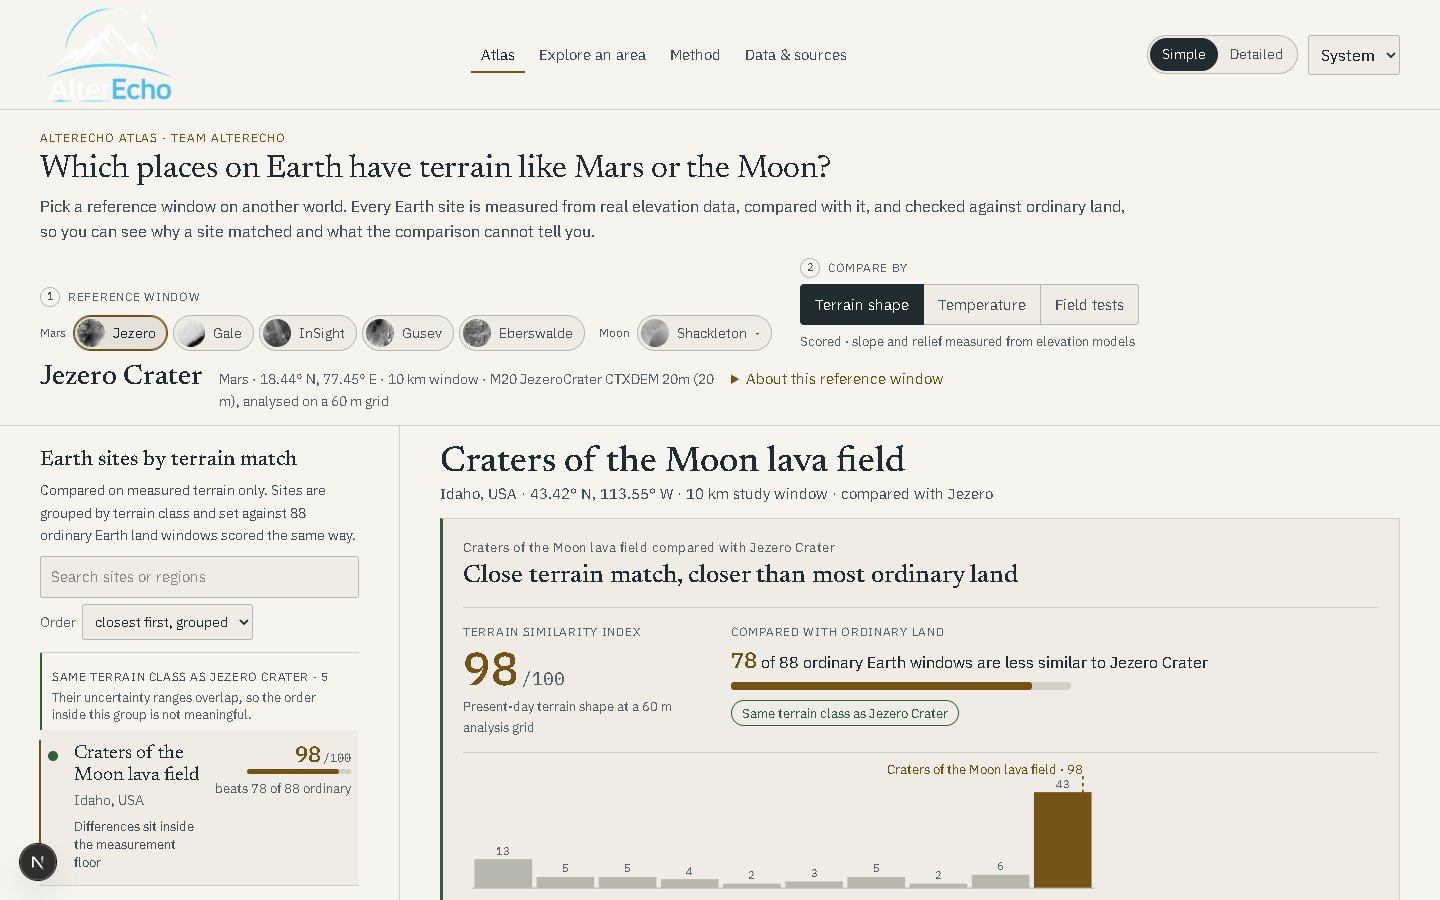 AlterEcho
Atlas
Explore an area
Method
Data & sources
Simple
Detailed
System
ALTERECHO ATLAS · TEAM ALTERECHO
Which places on Earth have terrain like Mars or the Moon?
Pick a reference window on another world. Every Earth site is measured from real elevation data, compared with it, and checked against ordinary land,
so you can see why a site matched and what the comparison cannot tell you.
1 REFERENCE WINDOW
Mars
Jezero
Gale
InSight
Gusev
Eberswalde
Moon
Shackleton ·
2 COMPARE BY
Terrain shape
Temperature
Field tests
Scored · slope and relief measured from elevation models
Jezero Crater
Mars · 18.44° N, 77.45° E · 10 km window · M20 JezeroCrater CTXDEM 20m (20
m), analysed on a 60 m grid
▶ About this reference window
Earth sites by terrain match
Compared on measured terrain only. Sites are
grouped by terrain class and set against 88
ordinary Earth land windows scored the same way.
Search sites or regions
Order
closest first, grouped
SAME TERRAIN CLASS AS JEZERO CRATER · 5
Their uncertainty ranges overlap, so the order
inside this group is not meaningful.
Craters of the
Moon lava field
Idaho, USA
Differences sit inside
the measurement
floor
98 /100
beats 78 of 88 ordinary
N
Craters of the Moon lava field
Idaho, USA · 43.42° N, 113.55° W · 10 km study window · compared with Jezero
Craters of the Moon lava field compared with Jezero Crater
Close terrain match, closer than most ordinary land
TERRAIN SIMILARITY INDEX
98 /100
Present-day terrain shape at a 60 m
analysis grid
COMPARED WITH ORDINARY LAND
78 of 88 ordinary Earth windows are less similar to Jezero Crater
Same terrain class as Jezero Crater
Craters of the Moon lava field · 98
13
5
5
4
2
3
5
2
6
43